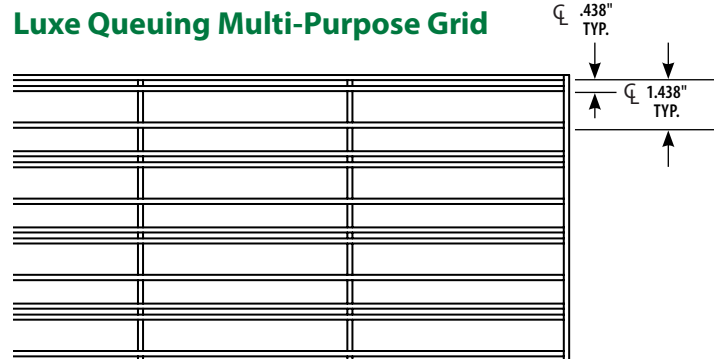 Luxe Queuing Multi-Purpose Grid
℄ .438"
TYP.
℄ 1.438"
TYP.